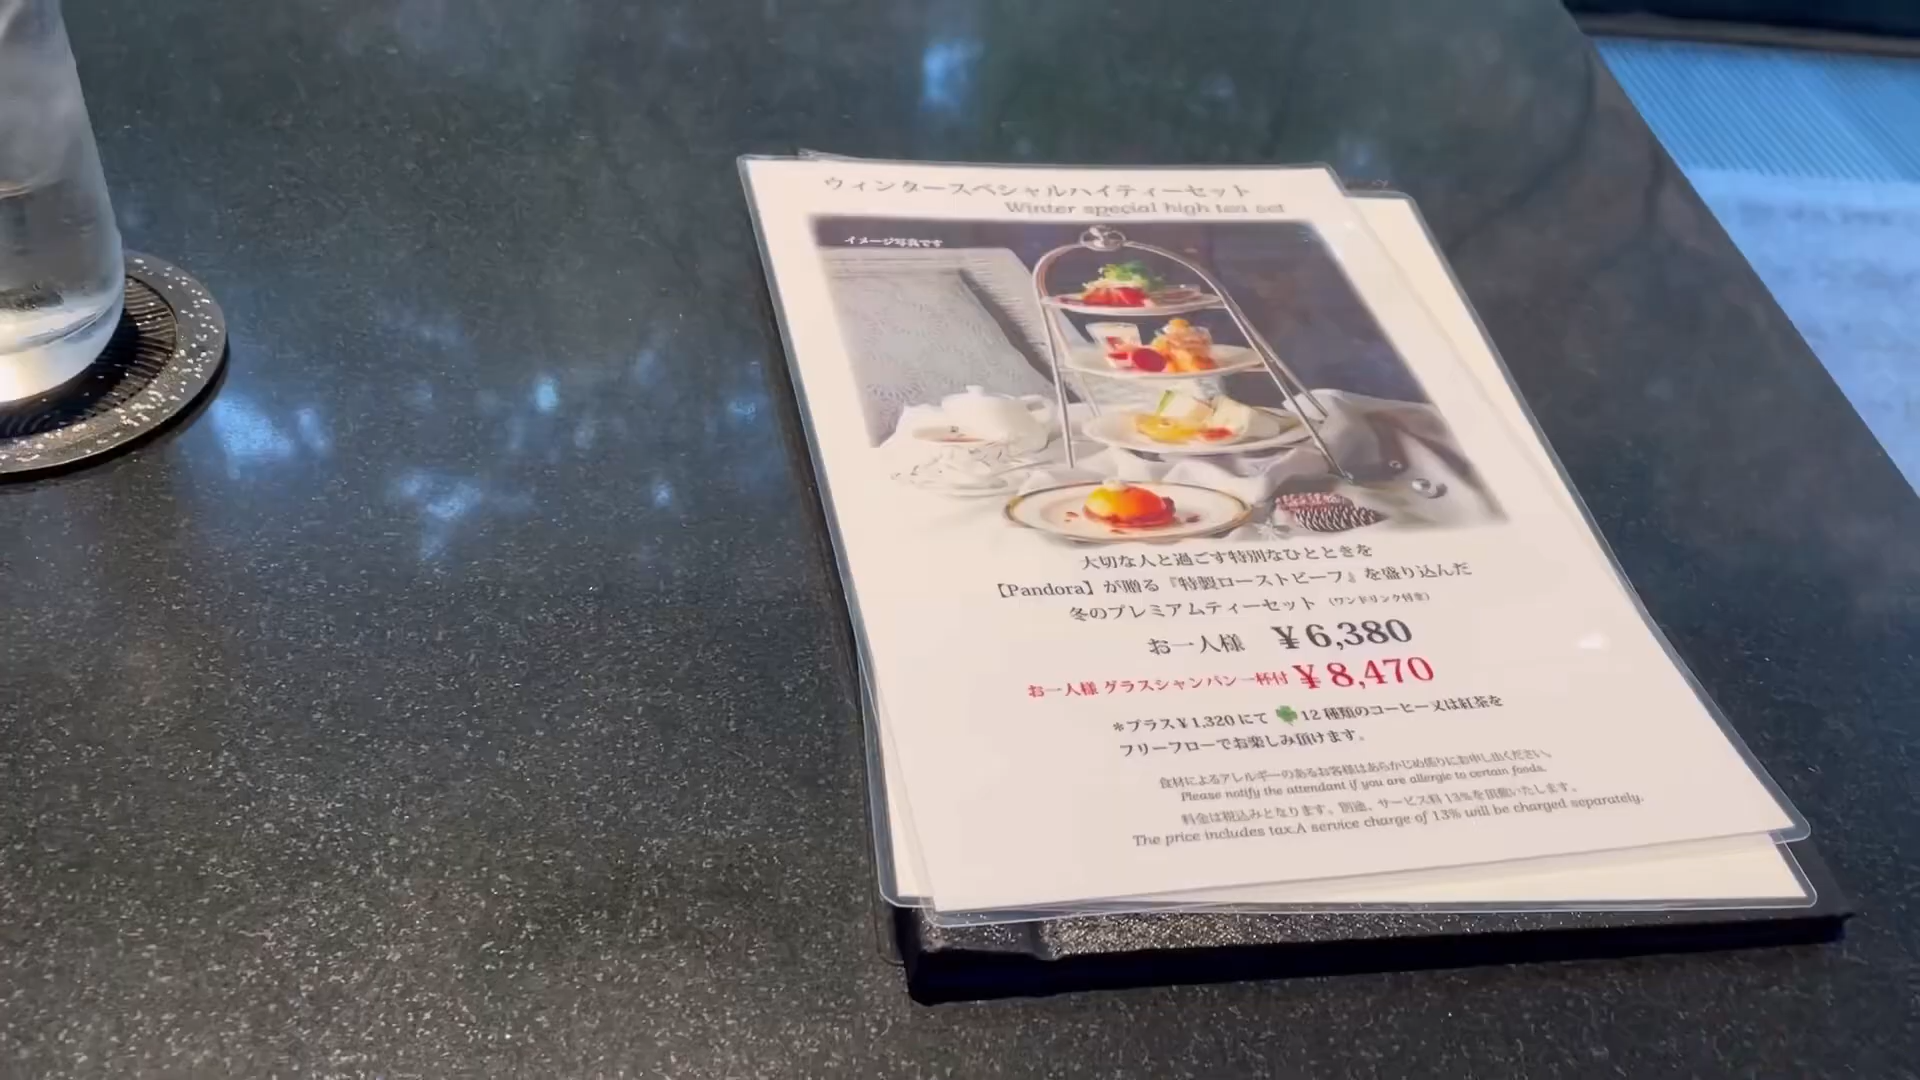 ウィンタースペシャルハイティーセット
Winter special high tea set
イメージ写真です
大切な人と過ごす特別なひとときを
【Pandora】が贈る『特製ローストビーフ』を盛り込んだ
冬のプレミアムティーセット (ワンドリンク付き)
お一人様 ¥6,380
お一人様 グラスシャンパン一杯付 ¥8,470
*プラス¥1,320にて 🍀12種類のコーヒー又は紅茶を
フリーフローでお楽しみ頂けます。
食材によるアレルギーのあるお客様はあらかじめ係りにお申し出ください。
Please notify the attendant if you are allergic to certain foods.
料金は税込みとなります。別途、サービス料13%を頂戴いたします。
The price includes tax.A service charge of 13% will be charged separately.